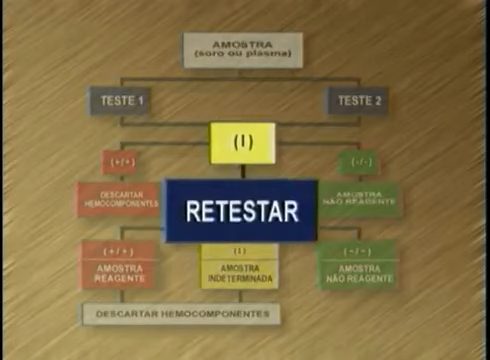 AMOSTRA
(soro ou plasma)
TESTE 1
TESTE 2
(I)
(+/+)
(-/-)
DESCARTAR
HEMOCOMPONENTES
AMOSTRA
NÃO REAGENTE
RETESTAR
(+/+)
AMOSTRA
REAGENTE
(I)
AMOSTRA
INDETERMINADA
(-/-)
AMOSTRA
NÃO REAGENTE
DESCARTAR HEMOCOMPONENTES